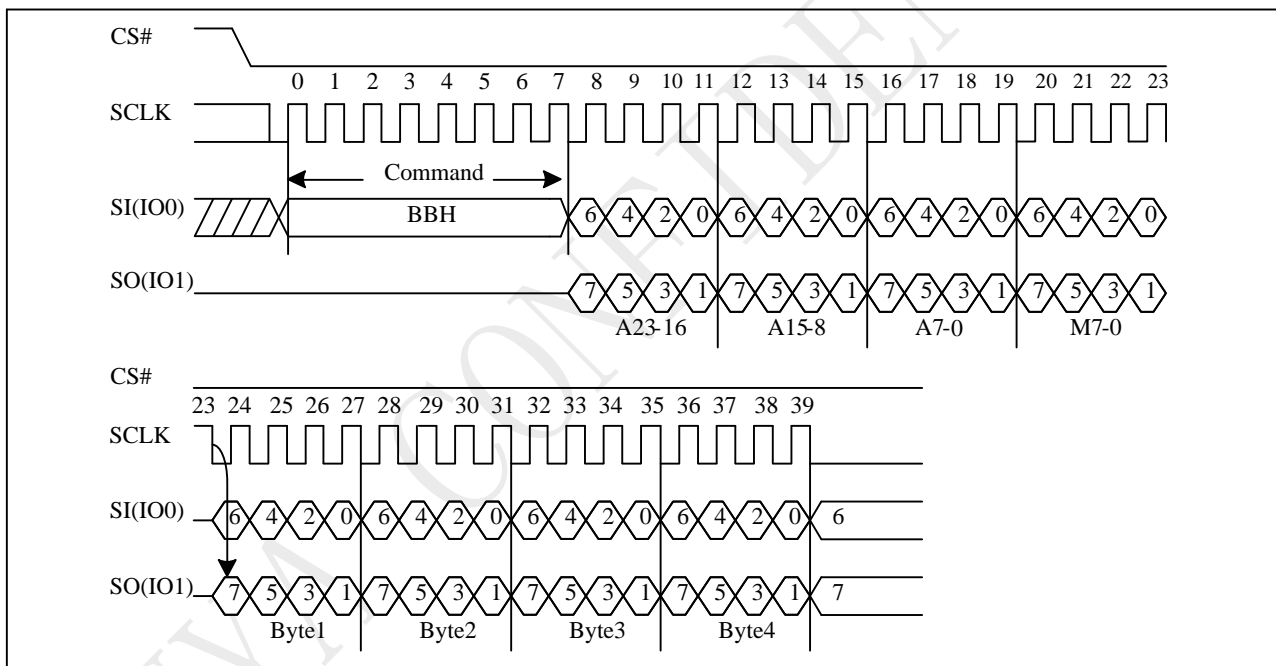 CS#
0 1 2 3 4 5 6 7 8 9 10 11 12 13 14 15 16 17 18 19 20 21 22 23
SCLK
Command
SI(IO0) BBH 6 4 2 0 6 4 2 0 6 4 2 0 6 4 2 0
SO(IO1) 7 5 3 1 7 5 3 1 7 5 3 1 7 5 3 1
A23-16 A15-8 A7-0 M7-0
CS#
23 24 25 26 27 28 29 30 31 32 33 34 35 36 37 38 39
SCLK
SI(IO0) 6 4 2 0 6 4 2 0 6 4 2 0 6 4 2 0 6
SO(IO1) 7 5 3 1 7 5 3 1 7 5 3 1 7 5 3 1 7
Byte1 Byte2 Byte3 Byte4